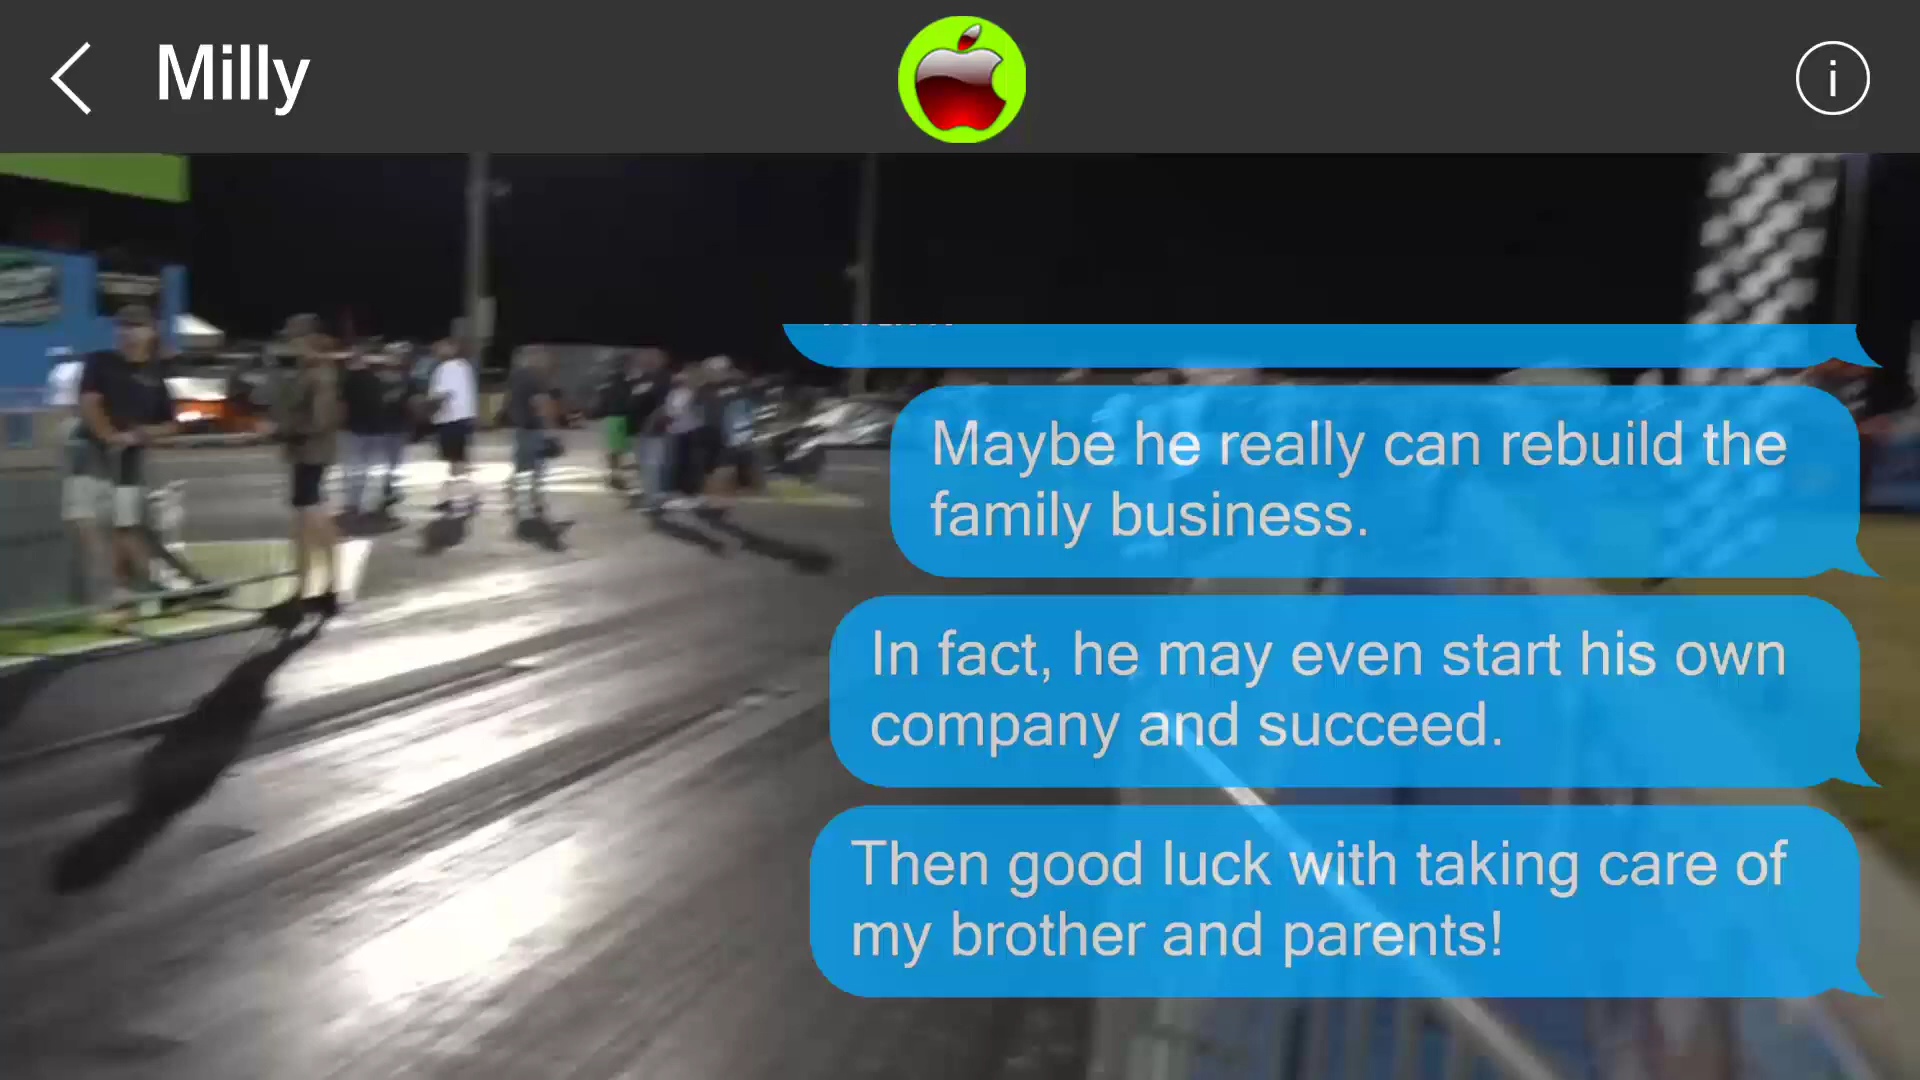 Milly
i
Maybe he really can rebuild the
family business.
In fact, he may even start his own
company and succeed.
Then good luck with taking care of
my brother and parents!